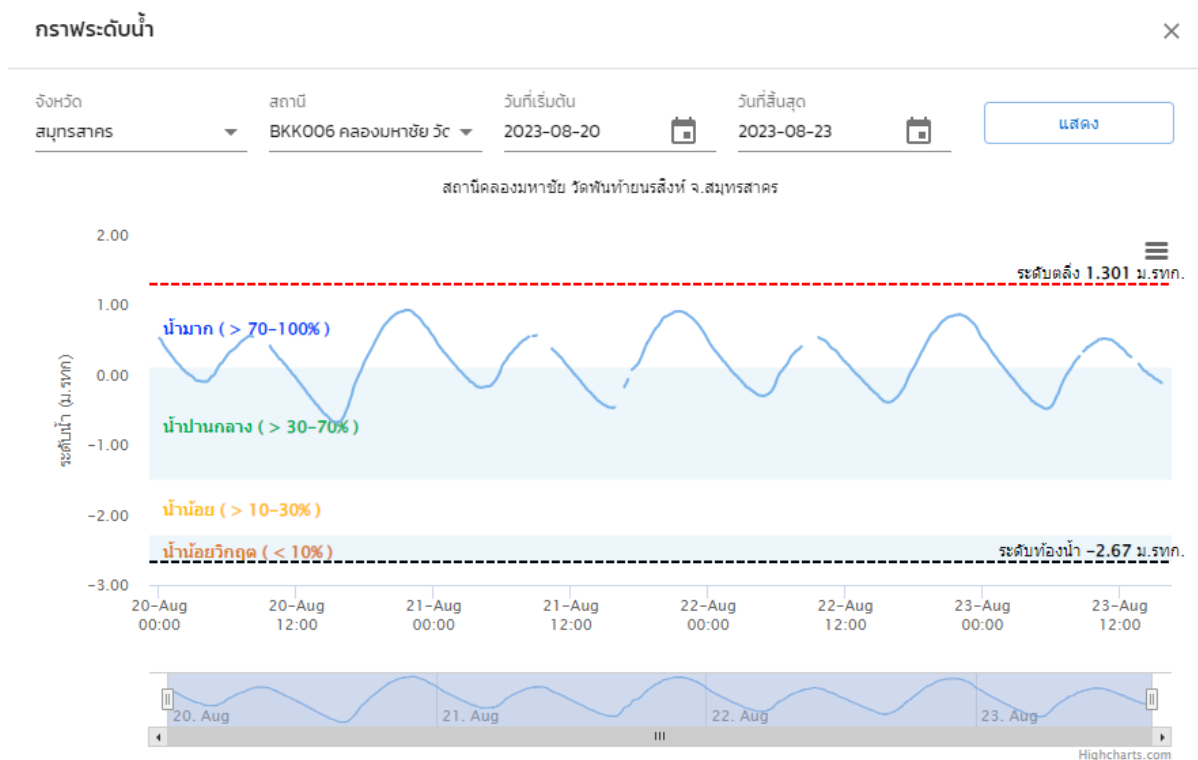 กราฟระดับน้ำ
จังหวัด สถานี วันที่เริ่มต้น วันที่สิ้นสุด
สมุทรสาคร BKK006 คลองมหาชัย วัด 2023-08-20 2023-08-23 แสดง
สถานีคลองมหาชัย วัดพันท้ายนรสิงห์ จ.สมุทรสาคร
2.00
ระดับตลิ่ง 1.301 ม.รทก.
1.00
น้ำมาก ( > 70-100% )
0.00
ระดับน้ำ (ม.รทก)
น้ำปานกลาง ( > 30-70% )
-1.00
น้ำน้อย ( > 10-30% )
-2.00
น้ำน้อยวิกฤต ( < 10% )
ระดับท้องน้ำ -2.67 ม.รทก.
-3.00
20-Aug 20-Aug 21-Aug 21-Aug 22-Aug 22-Aug 23-Aug 23-Aug
00:00 12:00 00:00 12:00 00:00 12:00 00:00 12:00
20. Aug 21. Aug 22. Aug 23. Aug
Highcharts.com